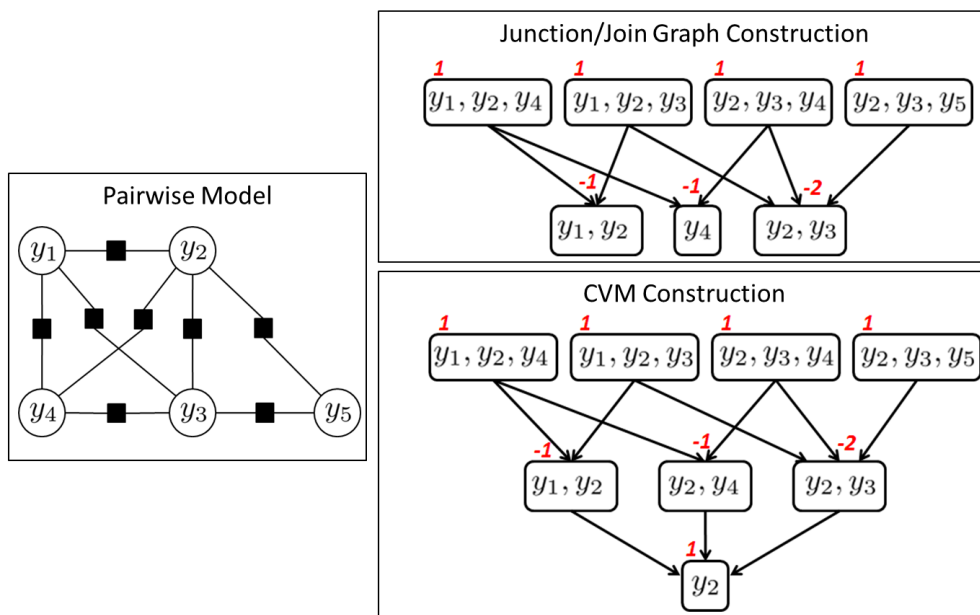 Pairwise Model
y₁ y₂
y₄ y₃ y₅
Junction/Join Graph Construction
1 1 1 1
y₁, y₂, y₄ y₁, y₂, y₃ y₂, y₃, y₄ y₂, y₃, y₅
-1 -1 -2
y₁, y₂ y₄ y₂, y₃
CVM Construction
1 1 1 1
y₁, y₂, y₄ y₁, y₂, y₃ y₂, y₃, y₄ y₂, y₃, y₅
-1 -1 -2
y₁, y₂ y₂, y₄ y₂, y₃
1
y₂